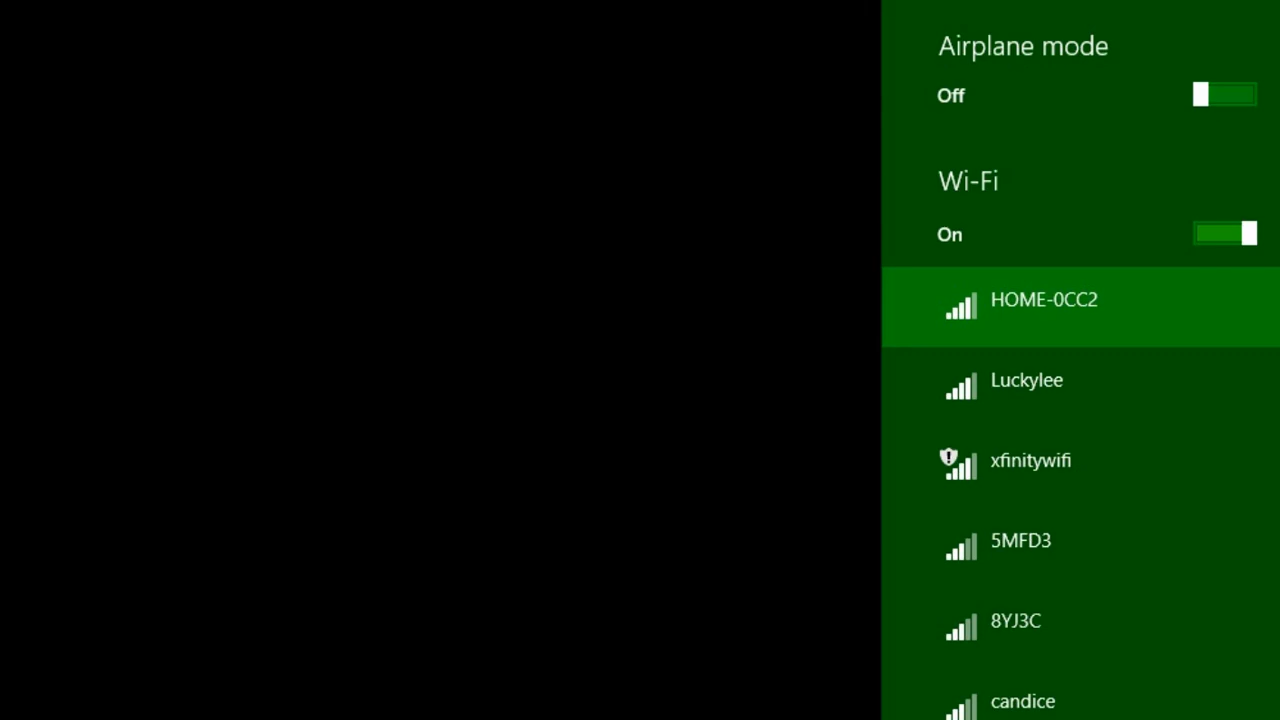 Airplane mode
Off
Wi-Fi
On
HOME-0CC2
Luckylee
xfinitywifi
5MFD3
8YJ3C
candice